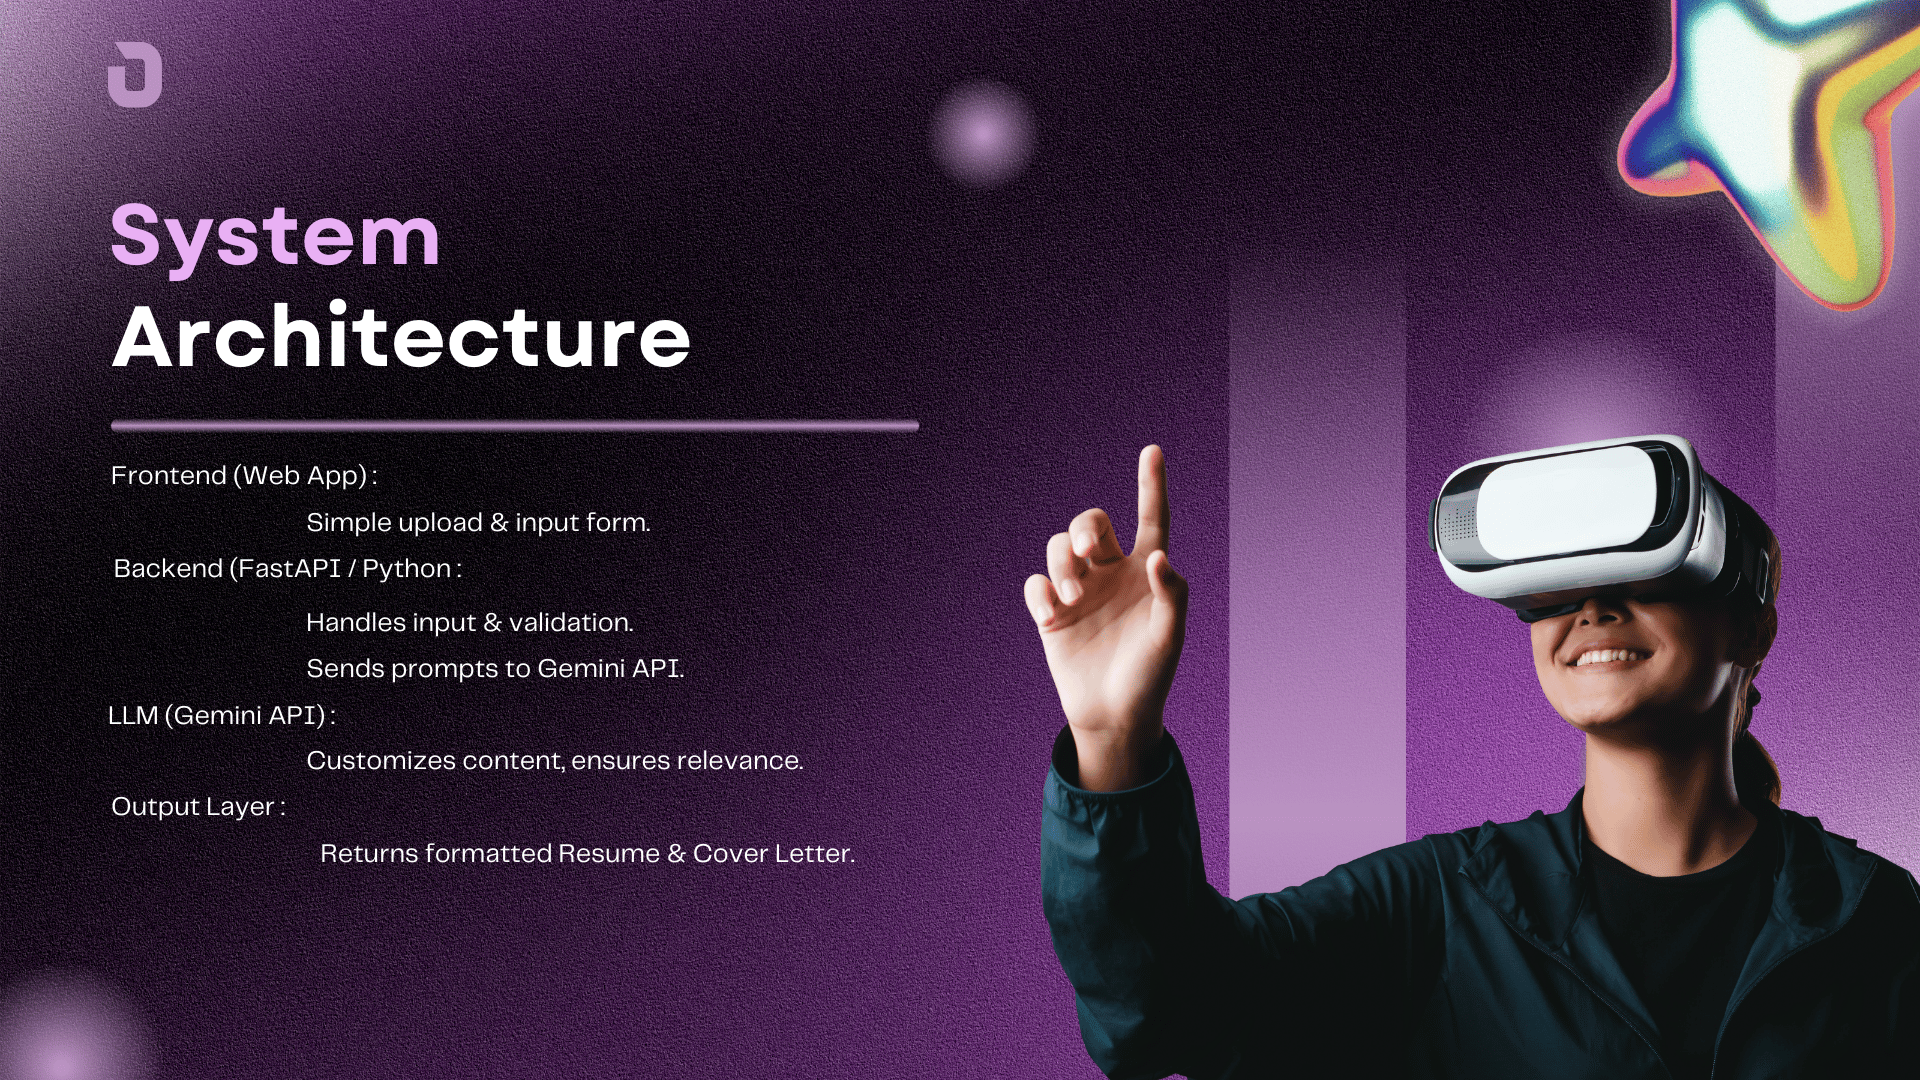 System
Architecture
Frontend (Web App) :
Simple upload & input form.
Backend (FastAPI / Python :
Handles input & validation.
Sends prompts to Gemini API.
LLM (Gemini API) :
Customizes content, ensures relevance.
Output Layer :
Returns formatted Resume & Cover Letter.